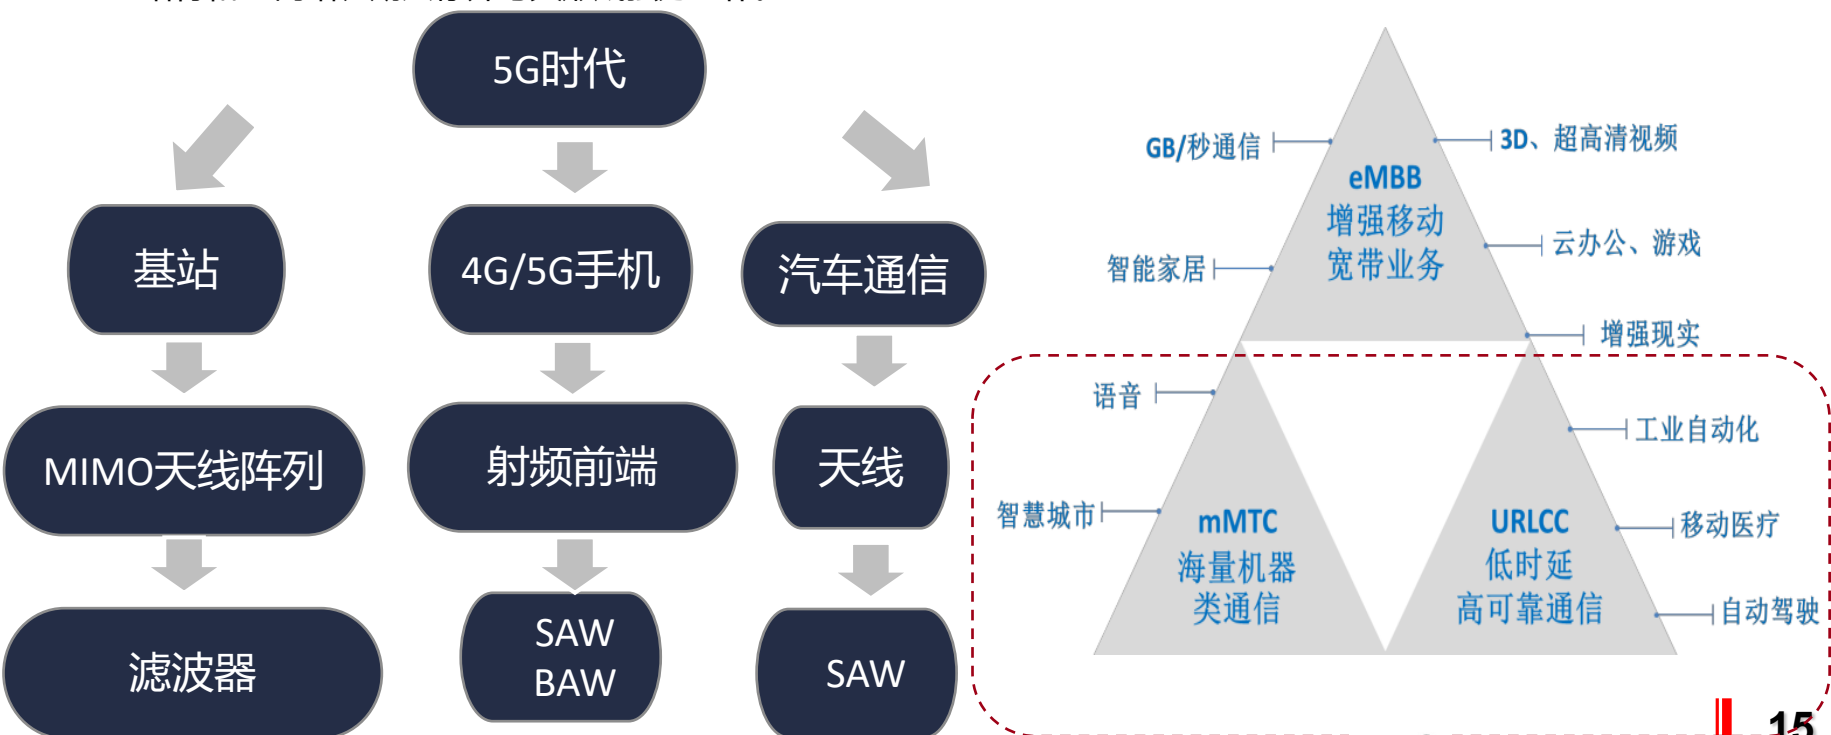 5G时代
基站
4G/5G手机
汽车通信
MIMO天线阵列
射频前端
天线
滤波器
SAW
BAW
SAW
GB/秒通信
3D、超高清视频
eMBB
增强移动
宽带业务
智能家居
云办公、游戏
增强现实
语音
工业自动化
智慧城市
mMTC
海量机器
类通信
URLCC
低时延
高可靠通信
移动医疗
自动驾驶
15